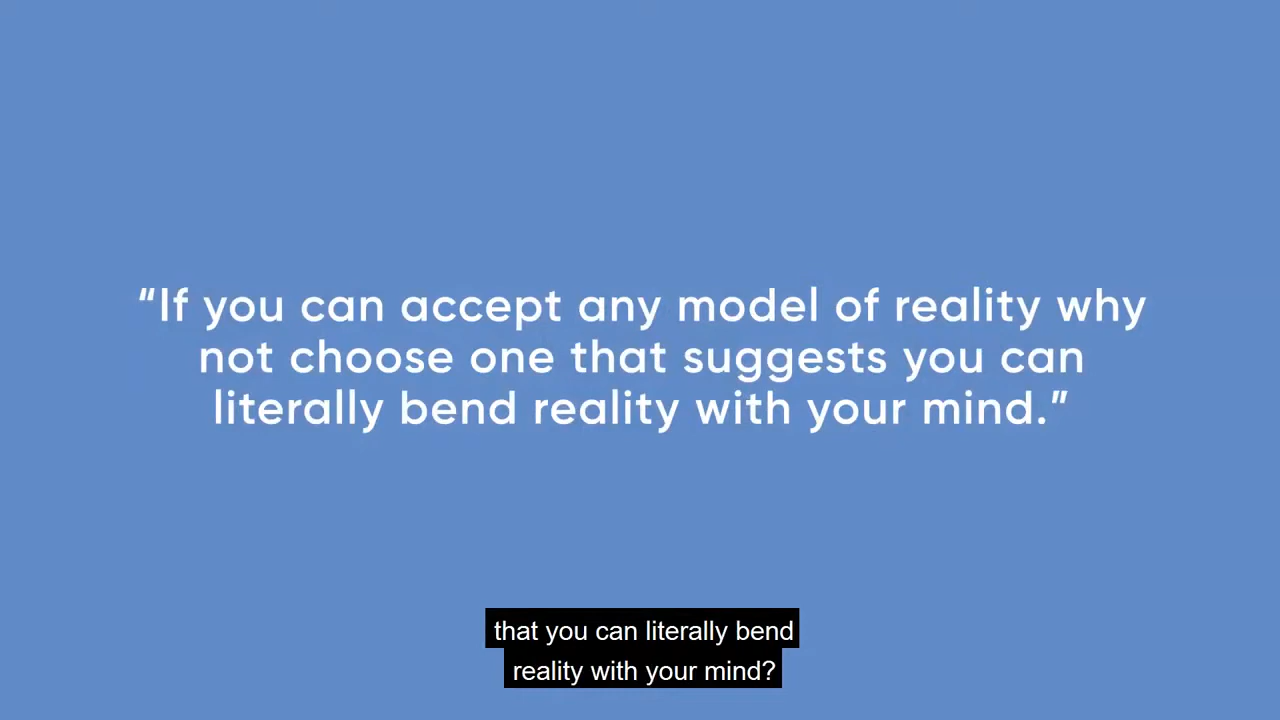 “If you can accept any model of reality why
not choose one that suggests you can
literally bend reality with your mind.”
that you can literally bend
reality with your mind?